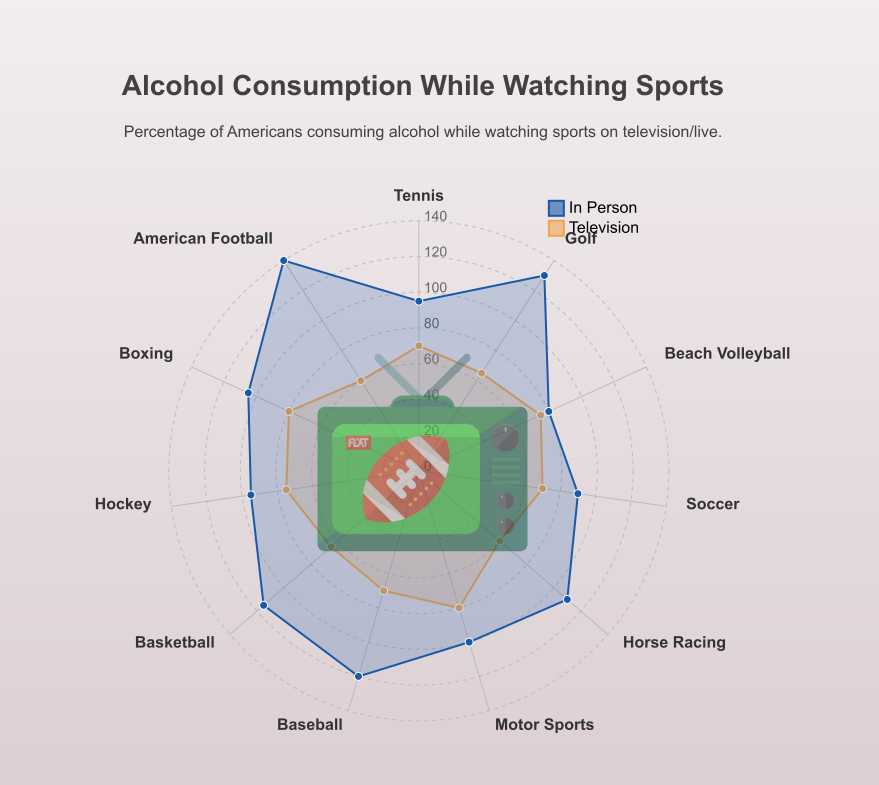 Alcohol Consumption While Watching Sports
Percentage of Americans consuming alcohol while watching sports on television/live.
Tennis
In Person
Television
Golf
American Football
140
120
100
80
60
40
20
0
Boxing
Beach Volleyball
FLAT
Hockey
Soccer
Basketball
Horse Racing
Baseball
Motor Sports